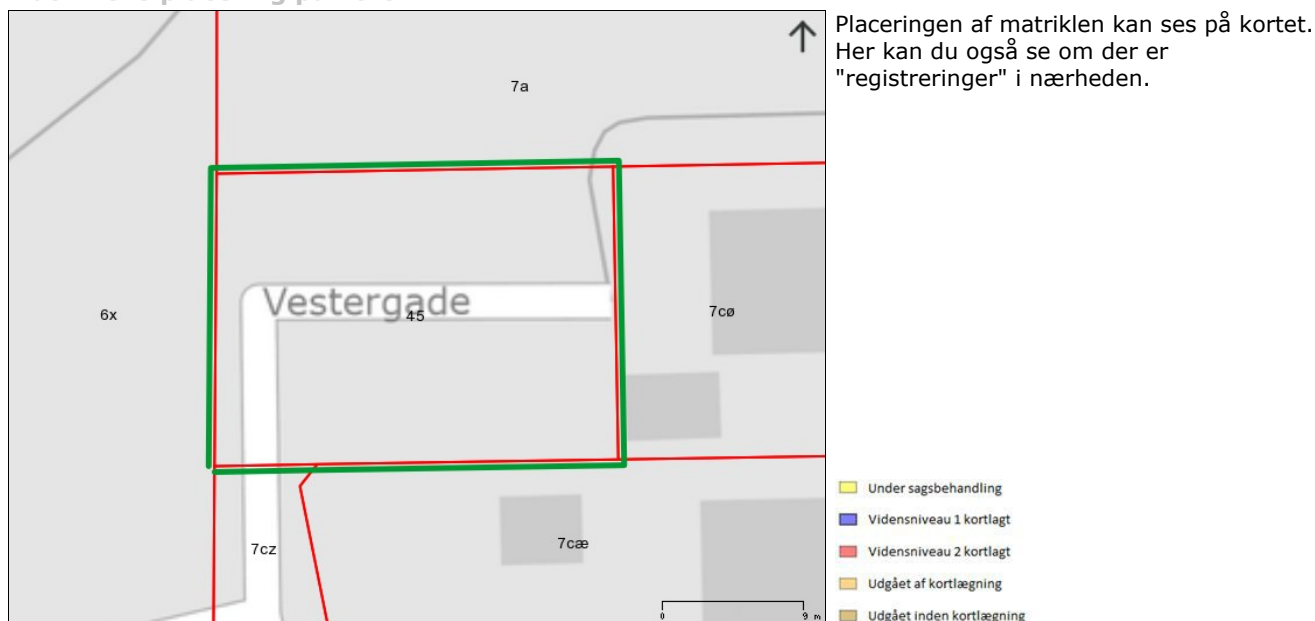 Placeringen af matriklen kan ses på kortet.
Her kan du også se om der er
"registreringer" i nærheden.
7a
Vestergade
45
6x
7cø
7cz
7cæ
0 9 m
Under sagsbehandling
Vidensniveau 1 kortlagt
Vidensniveau 2 kortlagt
Udgået af kortlægning
Udgået inden kortlægning